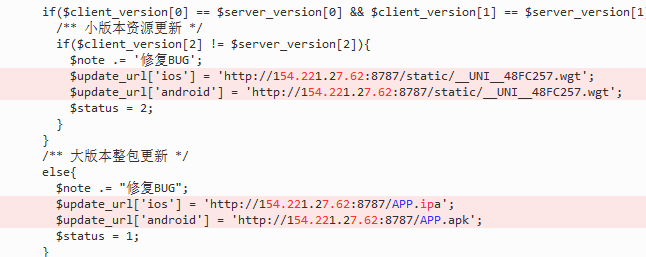 if($client_version[0] == $server_version[0] && $client_version[1] == $server_version[1
/** 小版本资源更新 */
if($client_version[2] != $server_version[2]){
$note .= '修复BUG';
$update_url['ios'] = 'http://154.221.27.62:8787/static/__UNI__48FC257.wgt';
$update_url['android'] = 'http://154.221.27.62:8787/static/__UNI__48FC257.wgt';
$status = 2;
}
}
/** 大版本整包更新 */
else{
$note .= "修复BUG";
$update_url['ios'] = 'http://154.221.27.62:8787/APP.ipa';
$update_url['android'] = 'http://154.221.27.62:8787/APP.apk';
$status = 1;
}